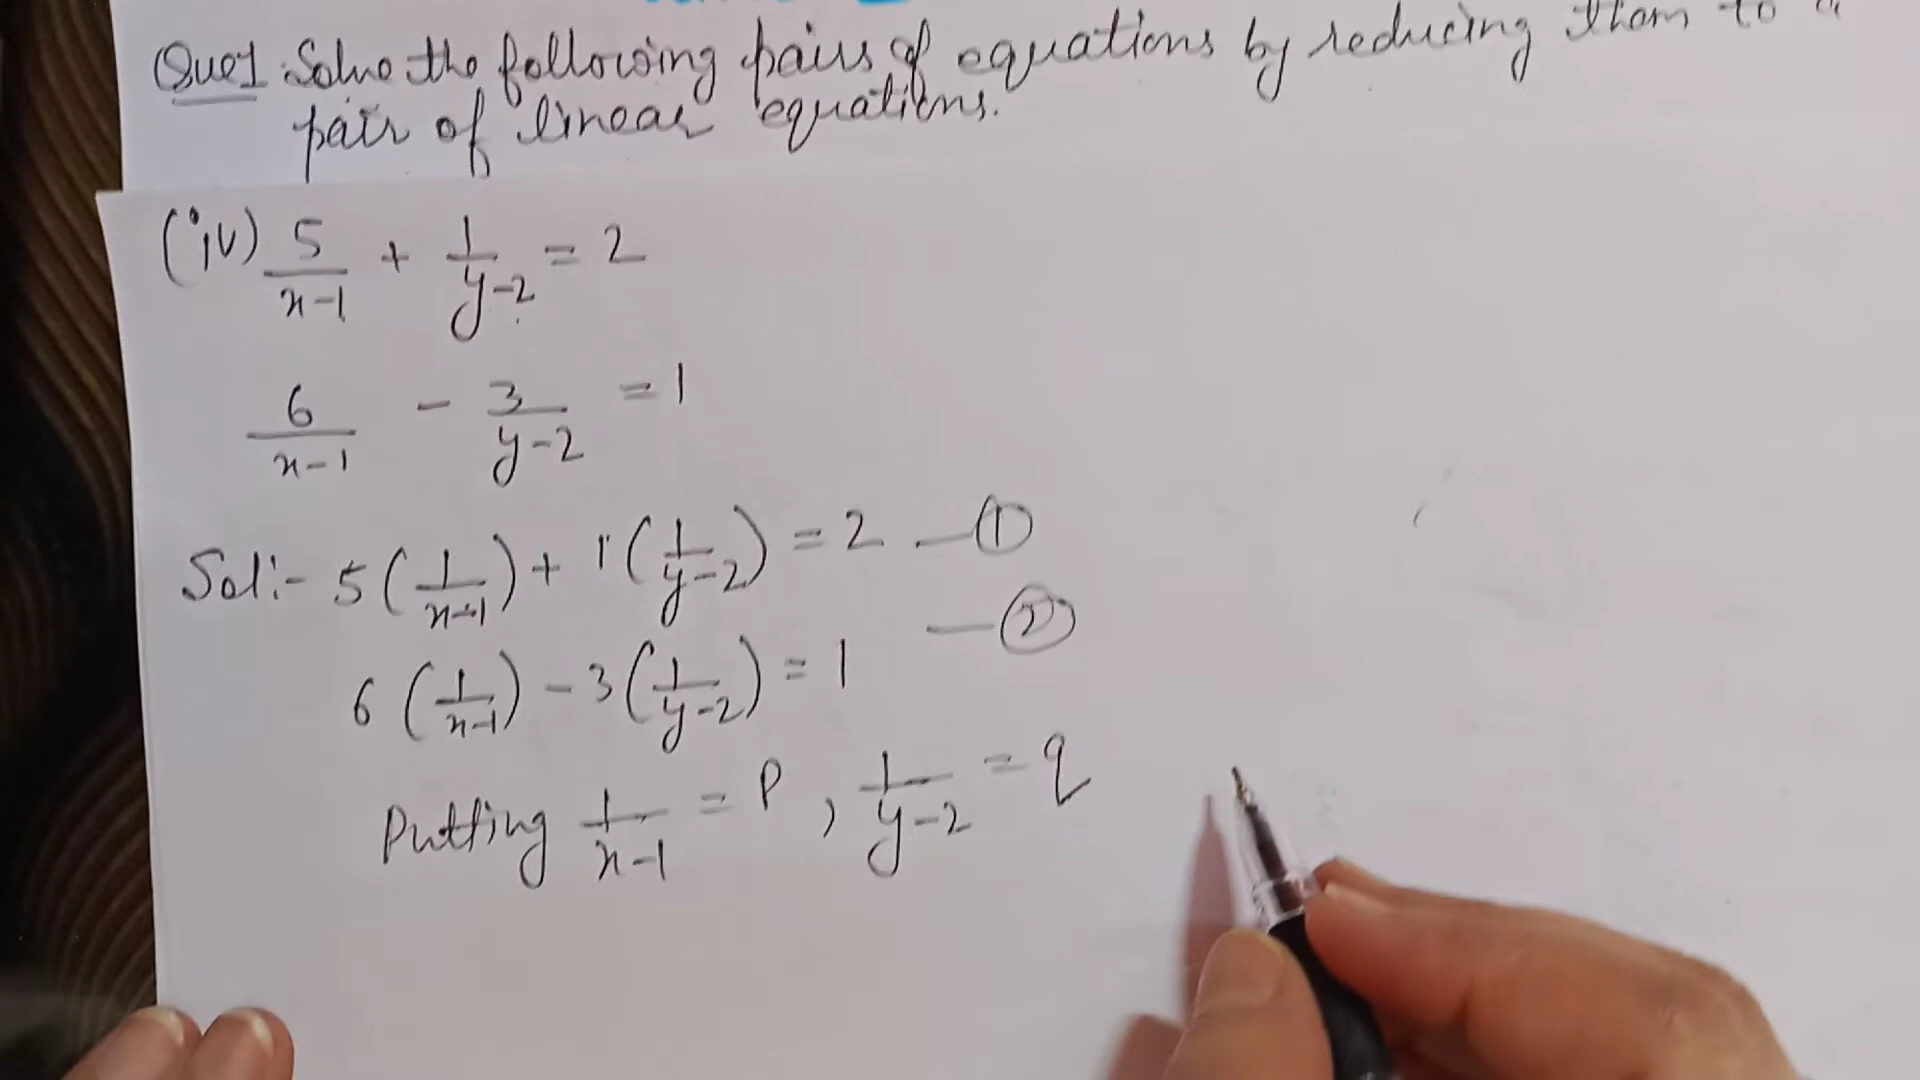 Que1. Solve the following pairs of equations by reducing them to a
pair of linear equations.
(iv) 5/(x-1) + 1/(y-2) = 2
6/(x-1) - 3/(y-2) = 1
Sol:- 5(1/(x-1)) + 1(1/(y-2)) = 2 —①
6(1/(x-1)) - 3(1/(y-2)) = 1 —②
Putting 1/(x-1) = p, 1/(y-2) = q